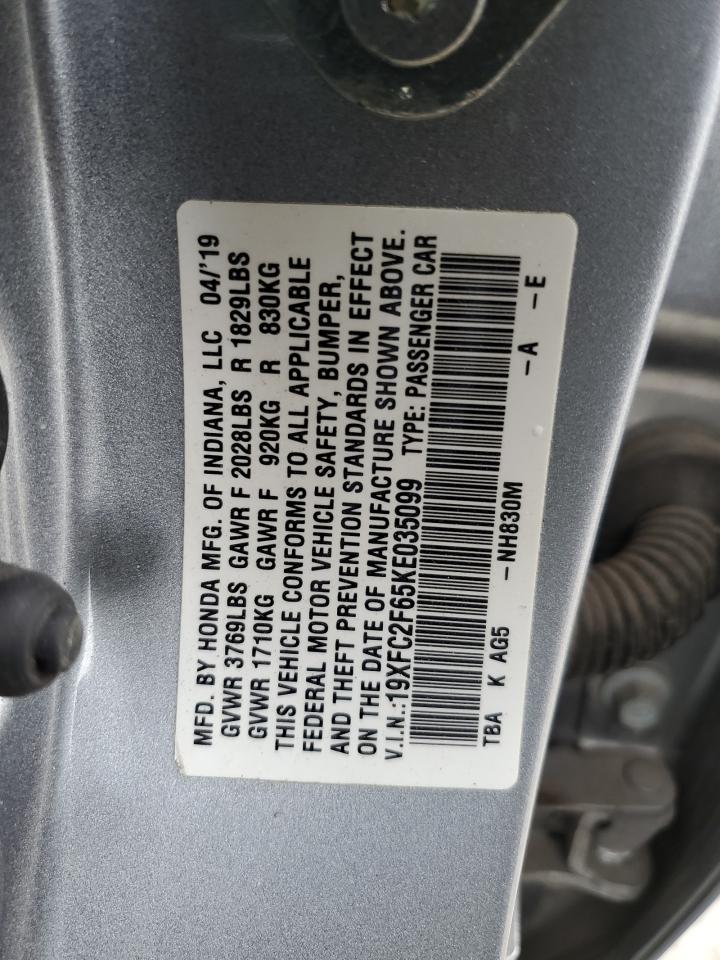 MFD. BY HONDA MFG. OF INDIANA, LLC 04/'19
GVWR 3769LBS GAWR F 2028LBS R 1829LBS
GVWR 1710KG GAWR F 920KG R 830KG
THIS VEHICLE CONFORMS TO ALL APPLICABLE
FEDERAL MOTOR VEHICLE SAFETY, BUMPER,
AND THEFT PREVENTION STANDARDS IN EFFECT
ON THE DATE OF MANUFACTURE SHOWN ABOVE.
V.I.N.:19XFC2F65KE035099 TYPE: PASSENGER CAR
TBA K AG5 -NH830M -A -E